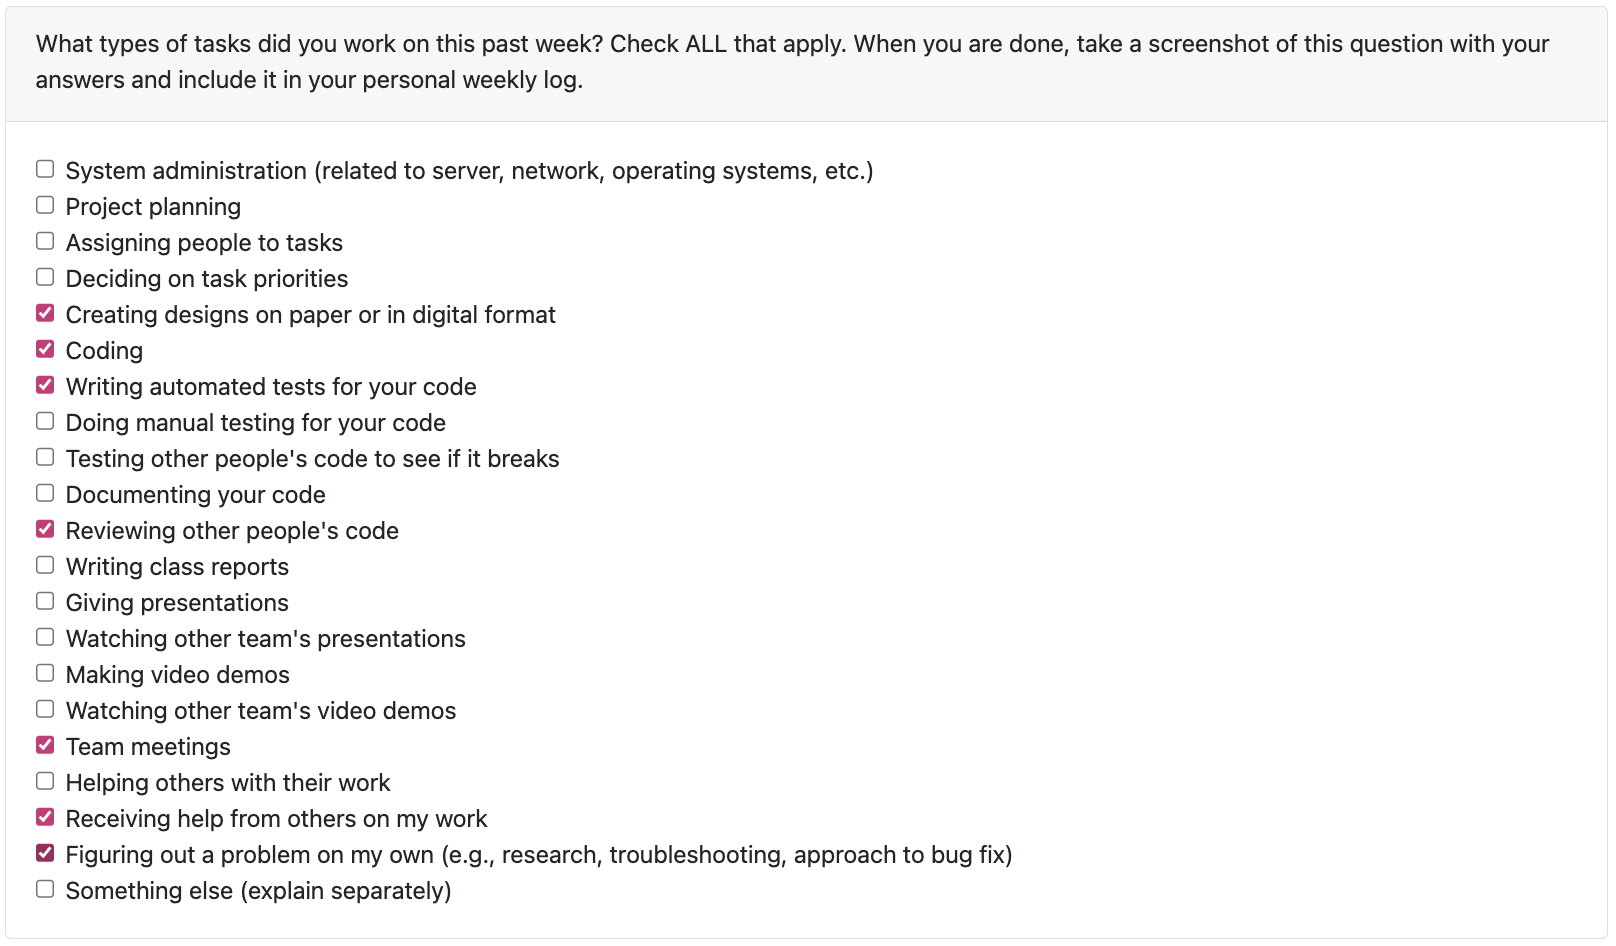 What types of tasks did you work on this past week? Check ALL that apply. When you are done, take a screenshot of this question with your
answers and include it in your personal weekly log.
System administration (related to server, network, operating systems, etc.)
Project planning
Assigning people to tasks
Deciding on task priorities
Creating designs on paper or in digital format
Coding
Writing automated tests for your code
Doing manual testing for your code
Testing other people's code to see if it breaks
Documenting your code
Reviewing other people's code
Writing class reports
Giving presentations
Watching other team's presentations
Making video demos
Watching other team's video demos
Team meetings
Helping others with their work
Receiving help from others on my work
Figuring out a problem on my own (e.g., research, troubleshooting, approach to bug fix)
Something else (explain separately)